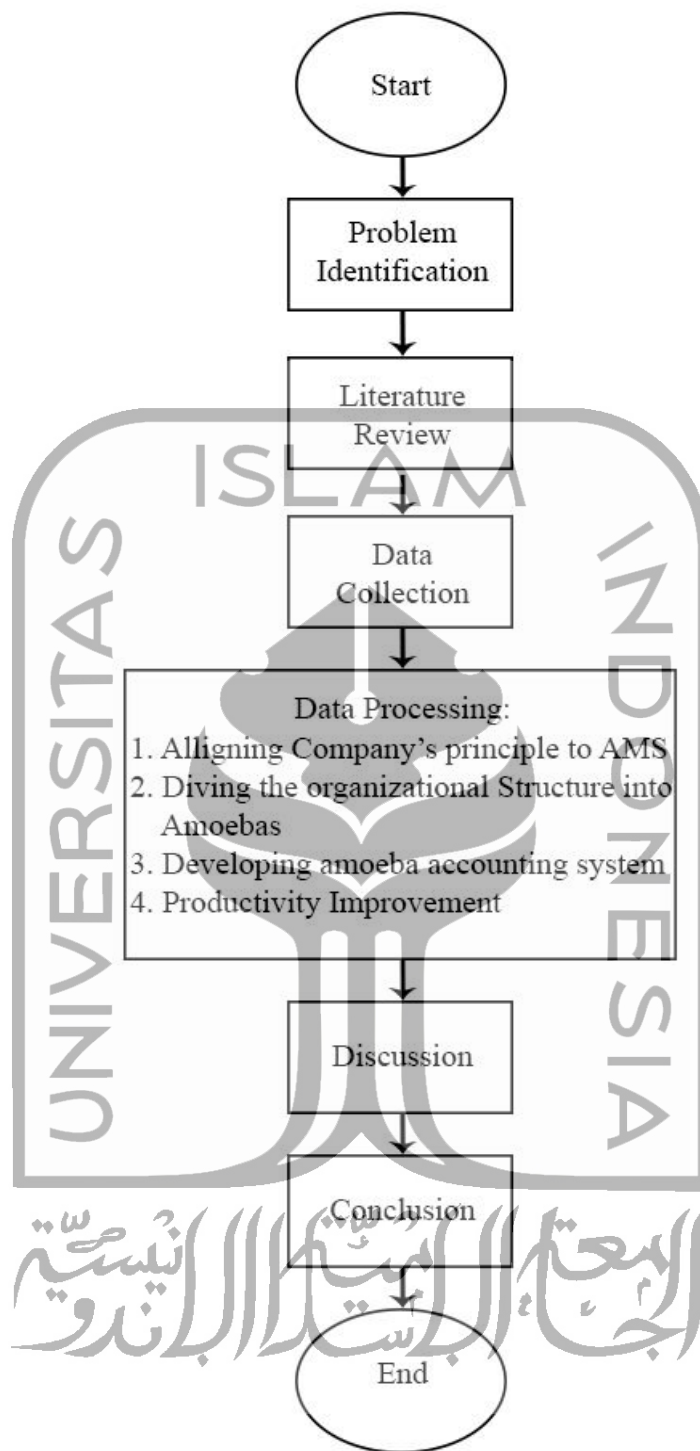 Start
Problem
Identification
Literature
Review
ISLAM
UNIVERSITAS
INDONESIA
Data
Collection
Data Processing:
1. Alligning Company’s principle to AMS
2. Diving the organizational Structure into
Amoebas
3. Developing amoeba accounting system
4. Productivity Improvement
Discussion
Conclusion
End